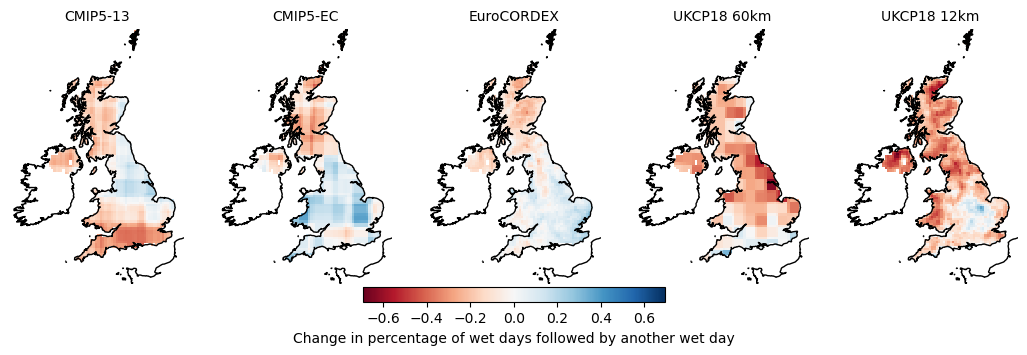 CMIP5-13 CMIP5-EC EuroCORDEX UKCP18 60km UKCP18 12km
−0.6 −0.4 −0.2 0.0 0.2 0.4 0.6
Change in percentage of wet days followed by another wet day